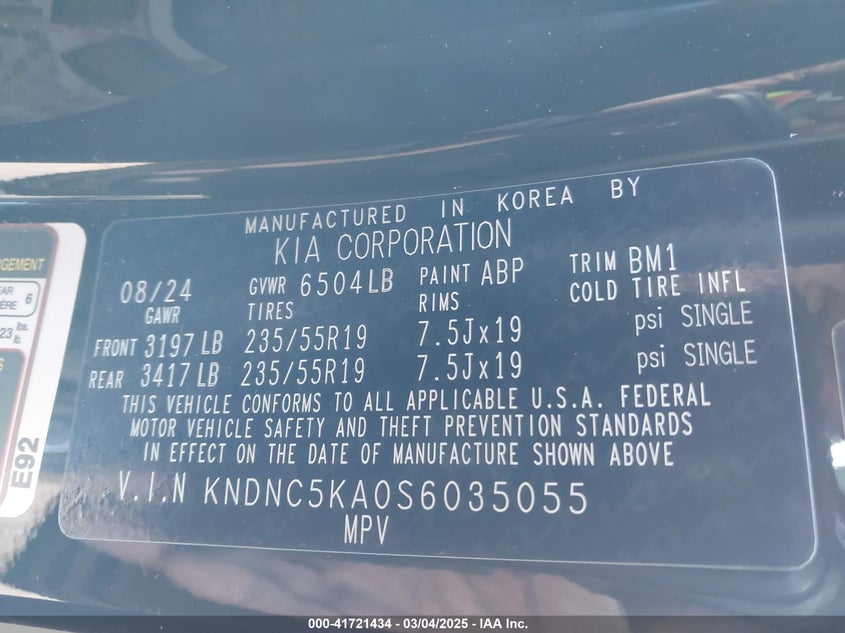 MANUFACTURED IN KOREA BY
KIA CORPORATION
08/24 GVWR 6504LB PAINT ABP TRIM BM1
GAWR TIRES RIMS COLD TIRE INFL
FRONT 3197 LB 235/55R19 7.5Jx19 psi SINGLE
REAR 3417 LB 235/55R19 7.5Jx19 psi SINGLE
THIS VEHICLE CONFORMS TO ALL APPLICABLE U.S.A. FEDERAL
MOTOR VEHICLE SAFETY AND THEFT PREVENTION STANDARDS
IN EFFECT ON THE DATE OF MANUFACTURE SHOWN ABOVE
V.I.N KNDNC5KA0S6035055
MPV
6
lbs.
E92
000-41721434 - 03/04/2025 - IAA Inc.